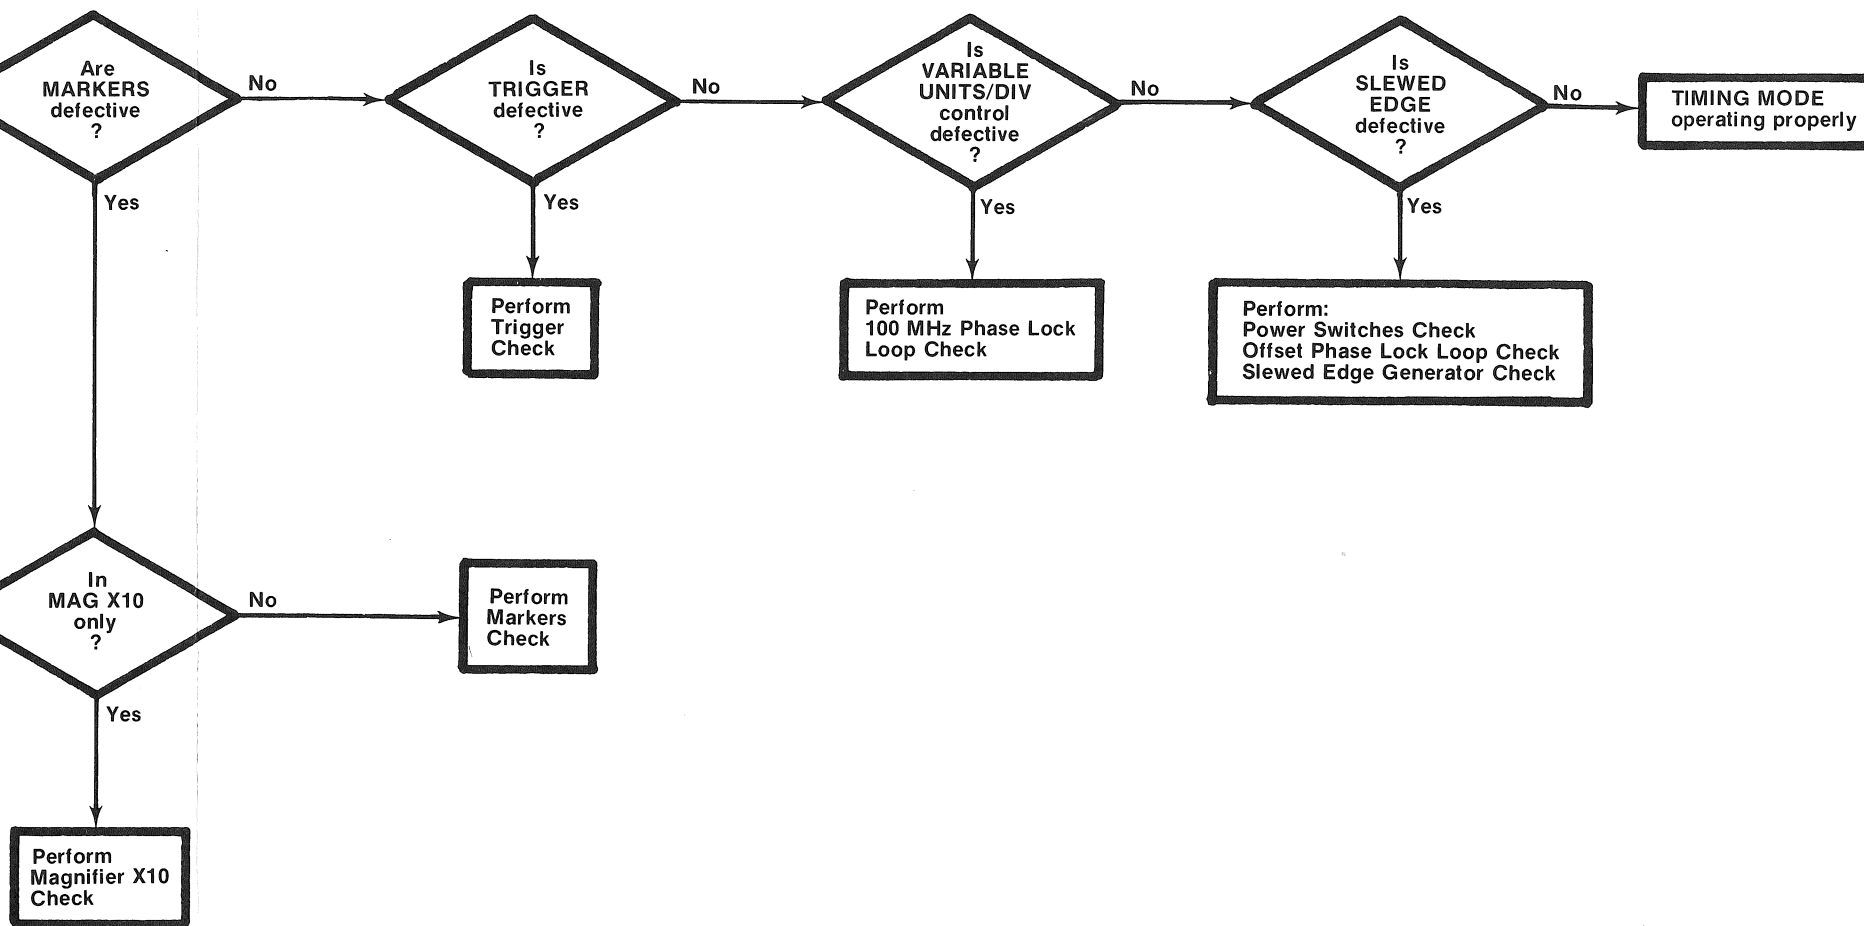 Are
MARKERS
defective
?
No
Yes
Is
TRIGGER
defective
?
No
Yes
Is
VARIABLE
UNITS/DIV
control
defective
?
No
Yes
Is
SLEWED
EDGE
defective
?
No
Yes
TIMING MODE
operating properly
Perform
Trigger
Check
Perform
100 MHz Phase Lock
Loop Check
Perform:
Power Switches Check
Offset Phase Lock Loop Check
Slewed Edge Generator Check
In
MAG X10
only
?
No
Yes
Perform
Markers
Check
Perform
Magnifier X10
Check